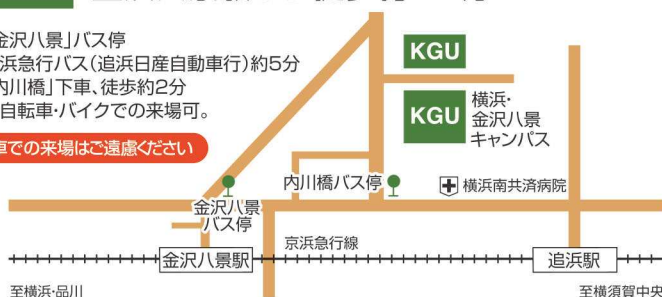 金沢八景」バス停
浜急行バス(追浜日産自動車行)約5分
内川橋」下車、徒歩約2分
自転車・バイクでの来場可。
車での来場はご遠慮ください
KGU
KGU
横浜・
金沢八景
キャンパス
内川橋バス停
横浜南共済病院
金沢八景
バス停
京浜急行線
金沢八景駅
追浜駅
至横浜・品川
至横須賀中央